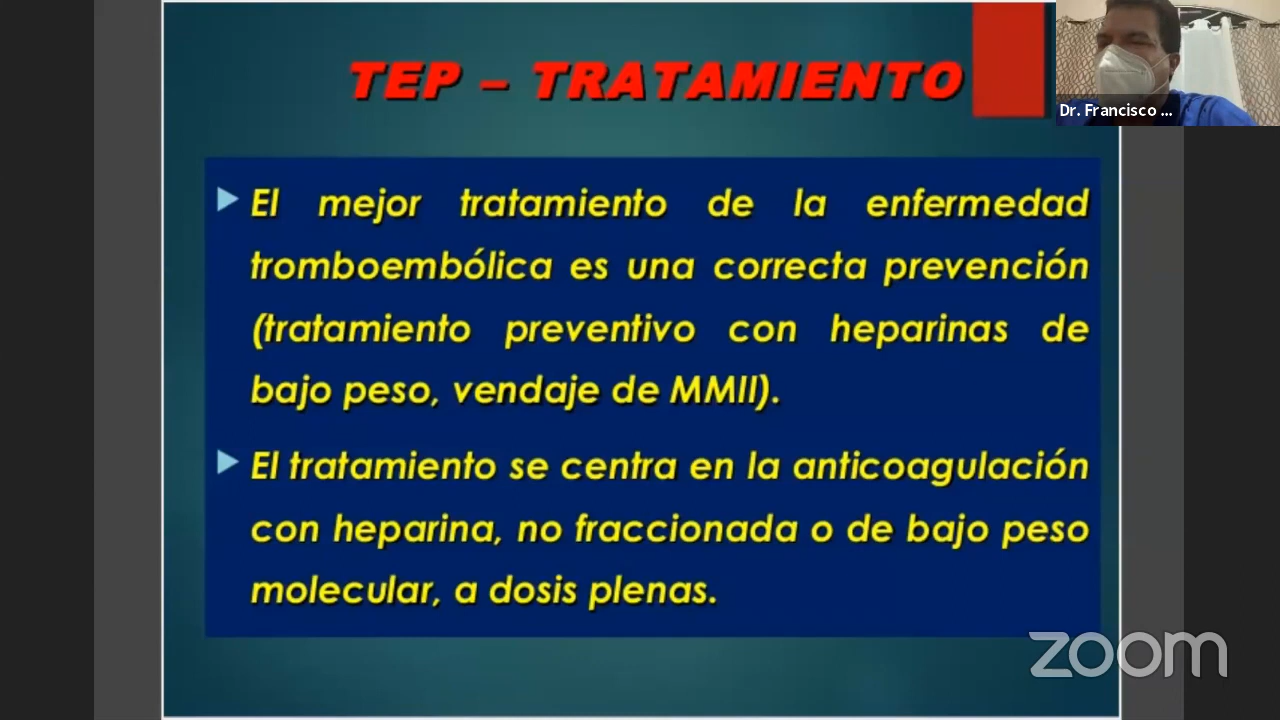 TEP – TRATAMIENTO
Dr. Francisco ...
El mejor tratamiento de la enfermedad
tromboembólica es una correcta prevención
(tratamiento preventivo con heparinas de
bajo peso, vendaje de MMII).
El tratamiento se centra en la anticoagulación
con heparina, no fraccionada o de bajo peso
molecular, a dosis plenas.
zoom